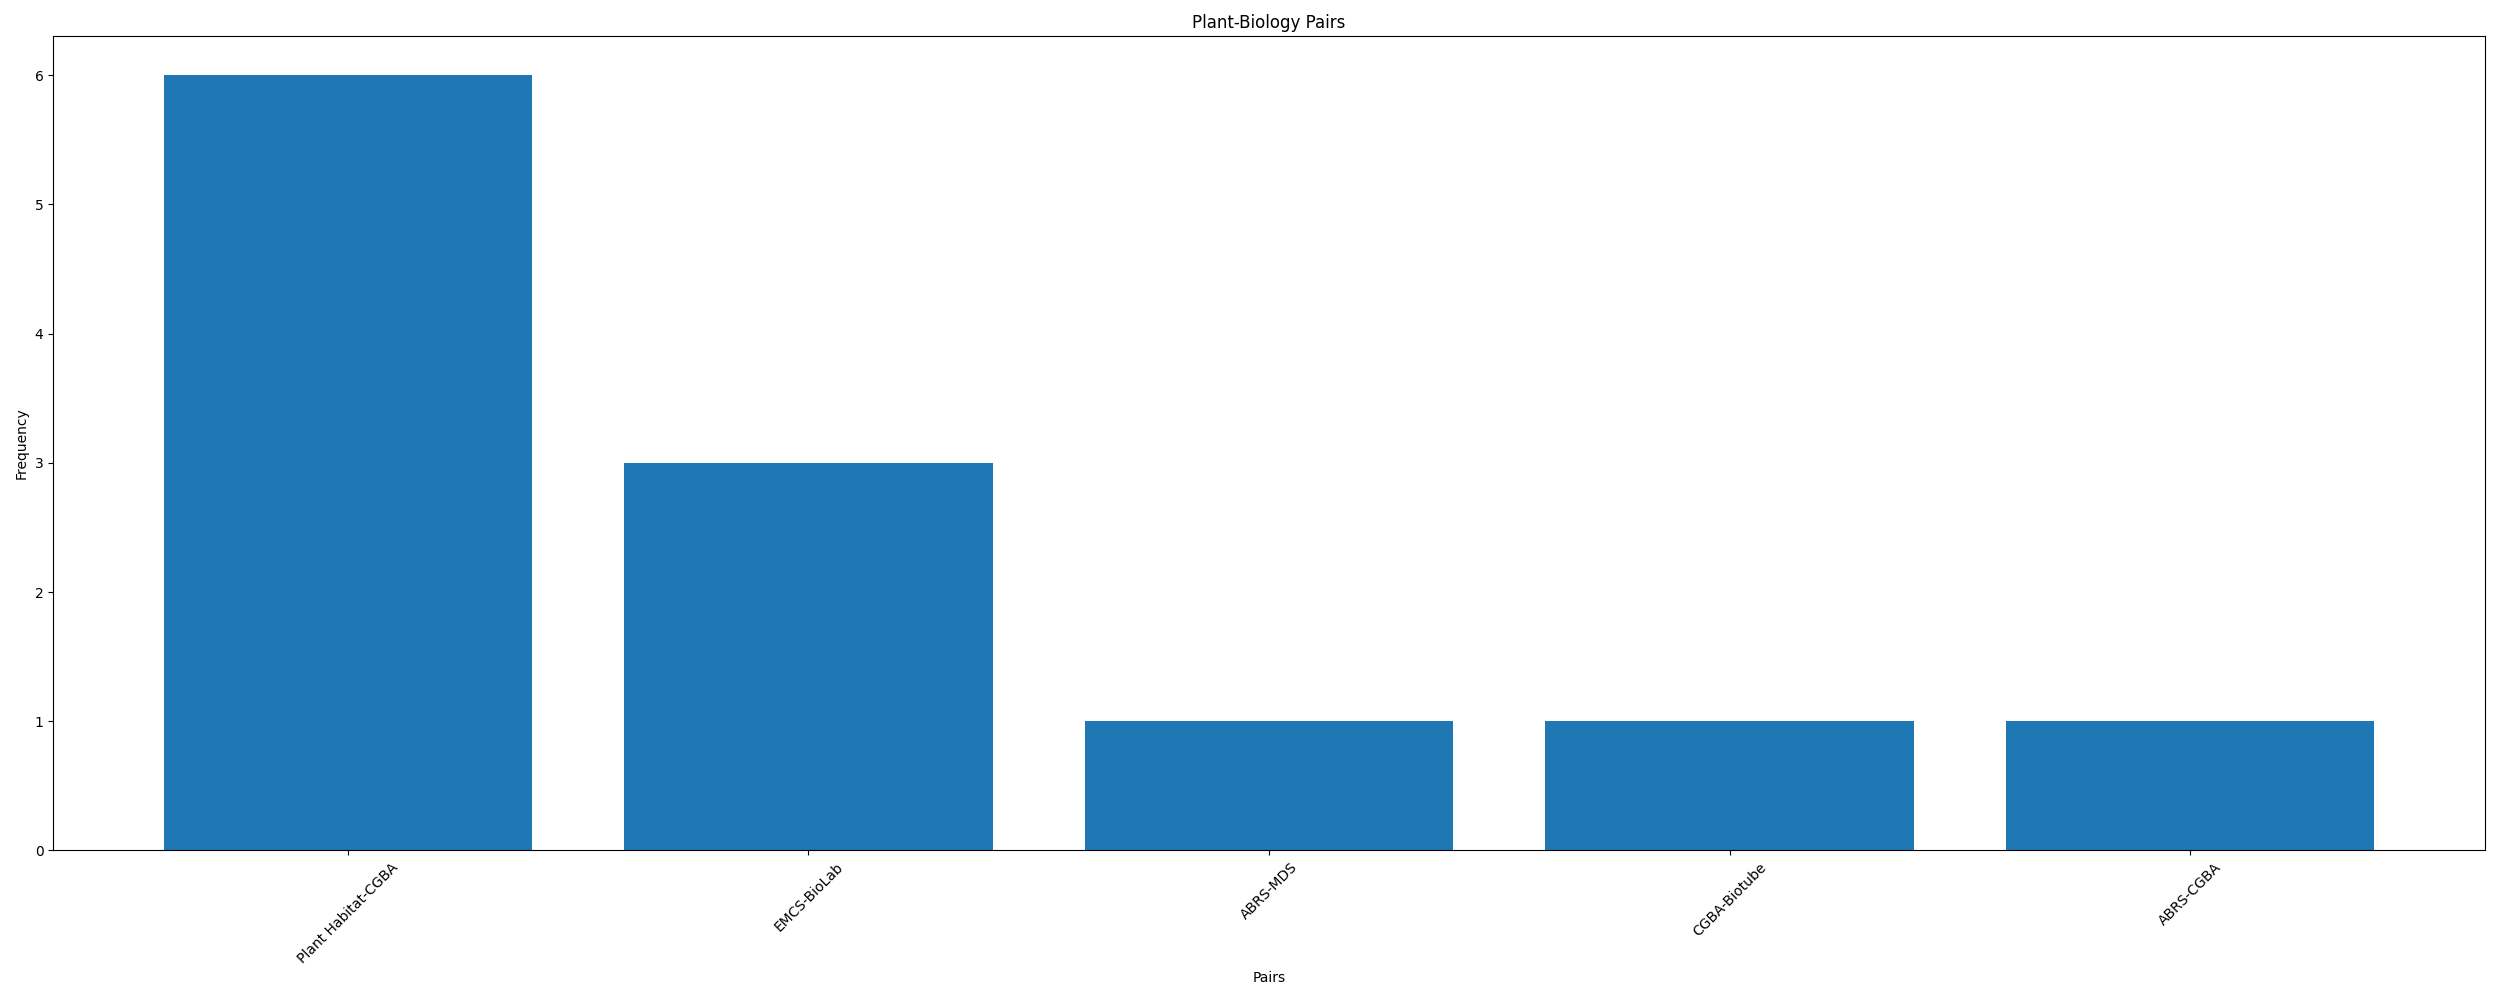 Plant-Biology Pairs
Frequency
6
5
4
3
2
1
0
Plant Habitat-CGBA
EMCS-BioLab
ABRS-MDS
CGBA-Biotube
ABRS-CGBA
Pairs